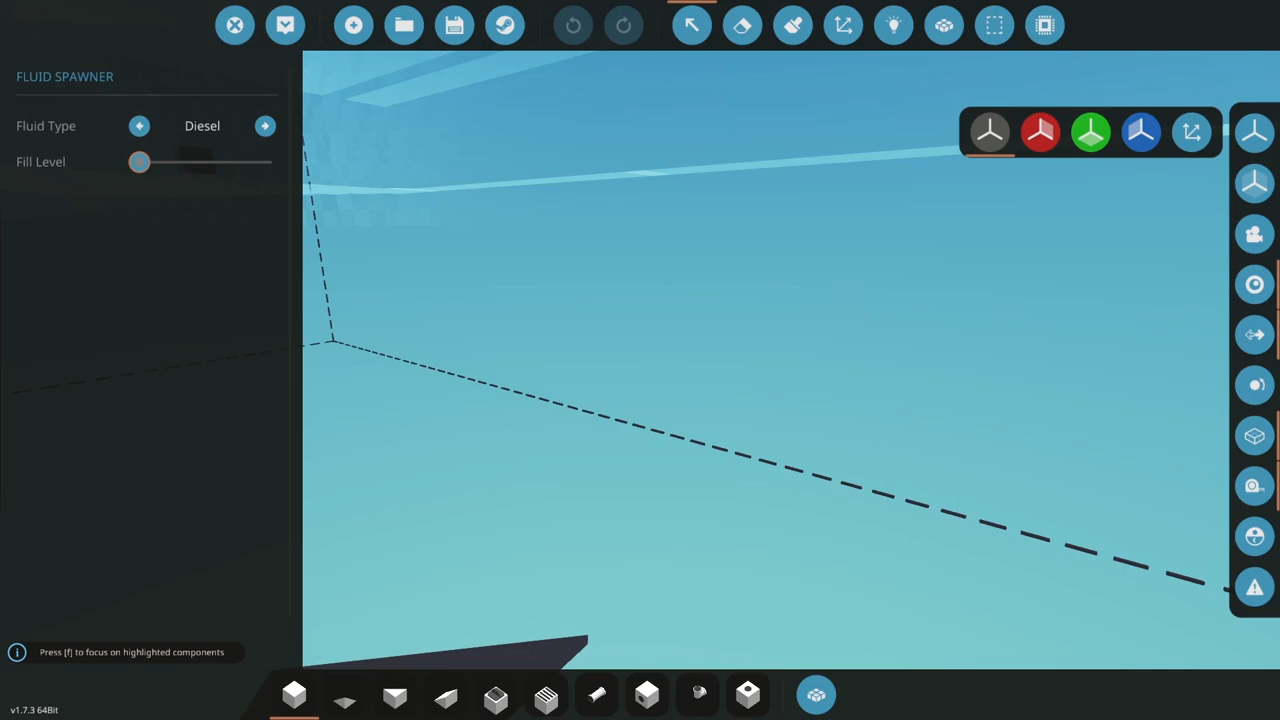 FLUID SPAWNER
Fluid Type Diesel
Fill Level
Press [f] to focus on highlighted components
v1.7.3 64Bit